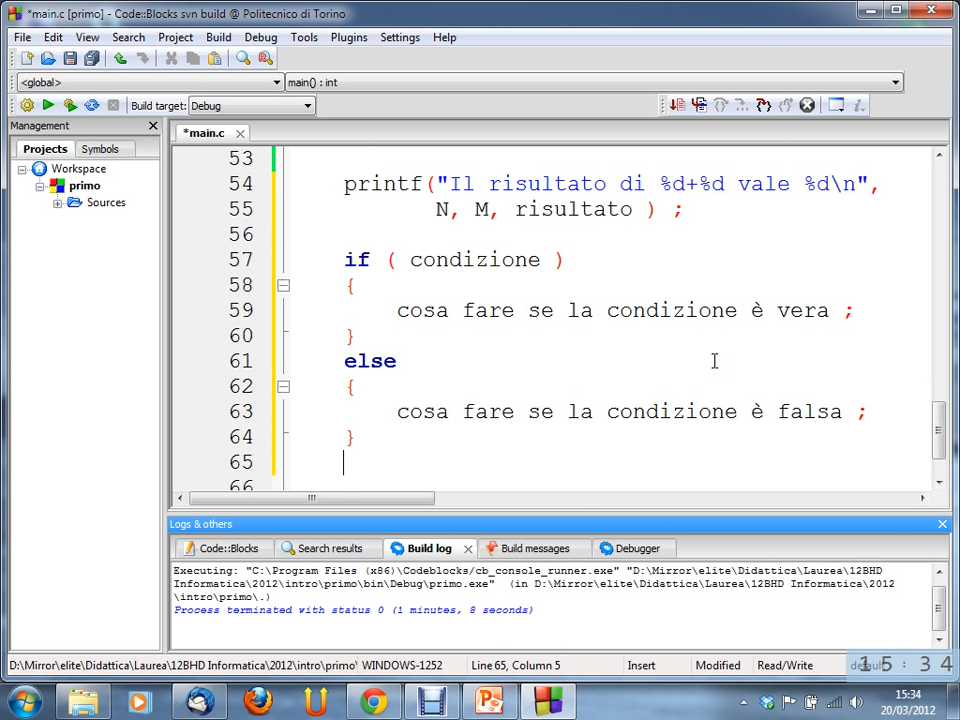 *main.c [primo] - Code::Blocks svn build @ Politecnico di Torino
File Edit View Search Project Build Debug Tools Plugins Settings Help
<global> main() : int
Build target: Debug
Management
*main.c
Projects Symbols
Workspace
primo
Sources
53
54 printf("Il risultato di %d+%d vale %d\n",
55 N, M, risultato ) ;
56
57 if ( condizione )
58 {
59 cosa fare se la condizione è vera ;
60 }
61 else
62 {
63 cosa fare se la condizione è falsa ;
64 }
65
66
Logs & others
Code::Blocks Search results Build log Build messages Debugger
Executing: "C:\Program Files (x86)\Codeblocks/cb_console_runner.exe" "D:\Mirror\elite\Didattica\Laurea\12BHD
Informatica\2012\intro\primo\bin\Debug\primo.exe" (in D:\Mirror\elite\Didattica\Laurea\12BHD Informatica\2012
\intro\primo\.)
Process terminated with status 0 (1 minutes, 8 seconds)
D:\Mirror\elite\Didattica\Laurea\12BHD Informatica\2012\intro\primo\ WINDOWS-1252 Line 65, Column 5 Insert Modified Read/Write default
15:34
15:34
20/03/2012